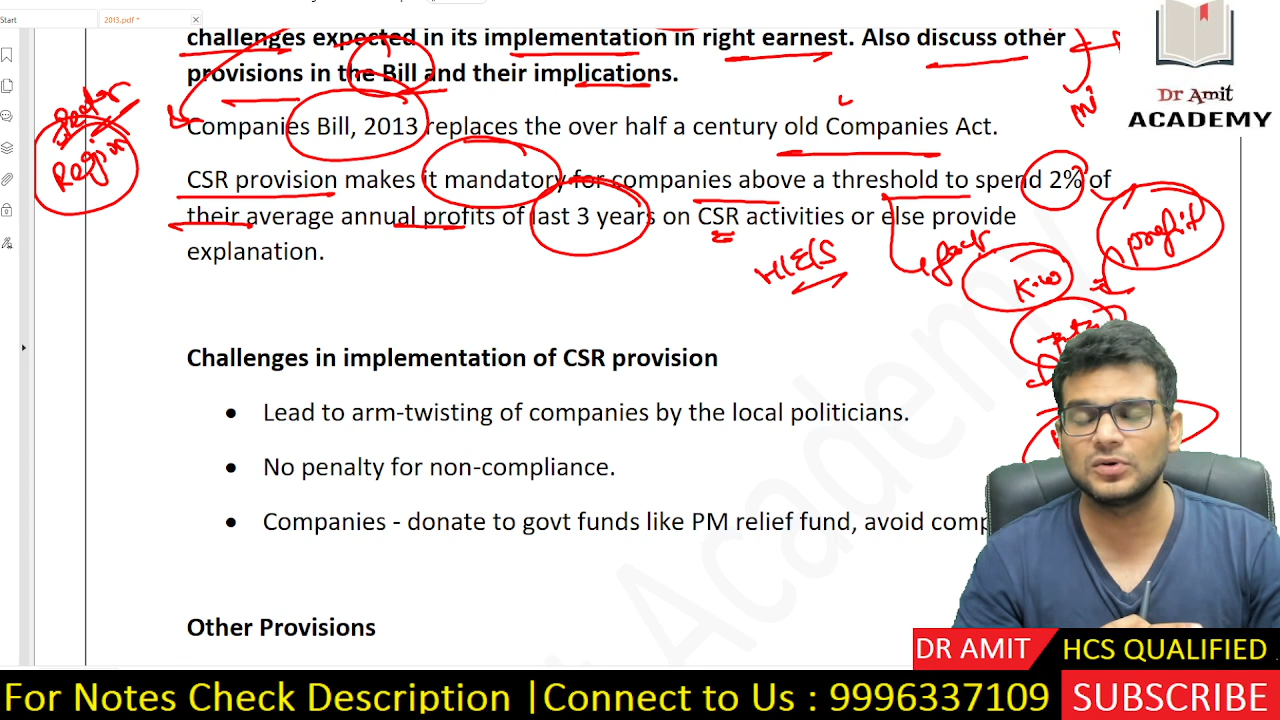 Start
2013.pdf *
challenges expected in its implementation in right earnest. Also discuss other
provisions in the Bill and their implications.
Companies Bill, 2013 replaces the over half a century old Companies Act.
CSR provision makes it mandatory for companies above a threshold to spend 2% of
their average annual profits of last 3 years on CSR activities or else provide
explanation.
Sector
Region
profit
Challenges in implementation of CSR provision
• Lead to arm-twisting of companies by the local politicians.
• No penalty for non-compliance.
• Companies - donate to govt funds like PM relief fund, avoid comp
Other Provisions
Academy
Dr Amit
ACADEMY
DR AMIT HCS QUALIFIED
For Notes Check Description |Connect to Us : 9996337109 SUBSCRIBE